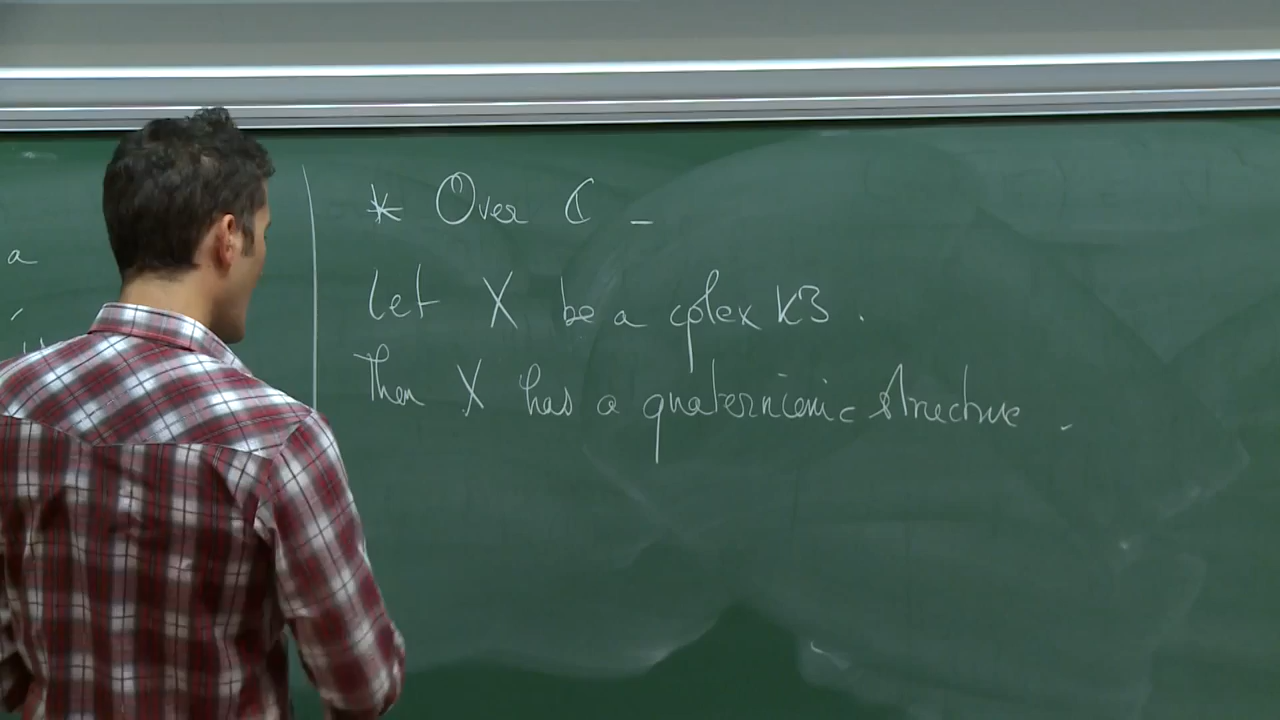 a
* Over ℂ _
Let X be a cplex K3 .
Then X has a quaternionic structure .